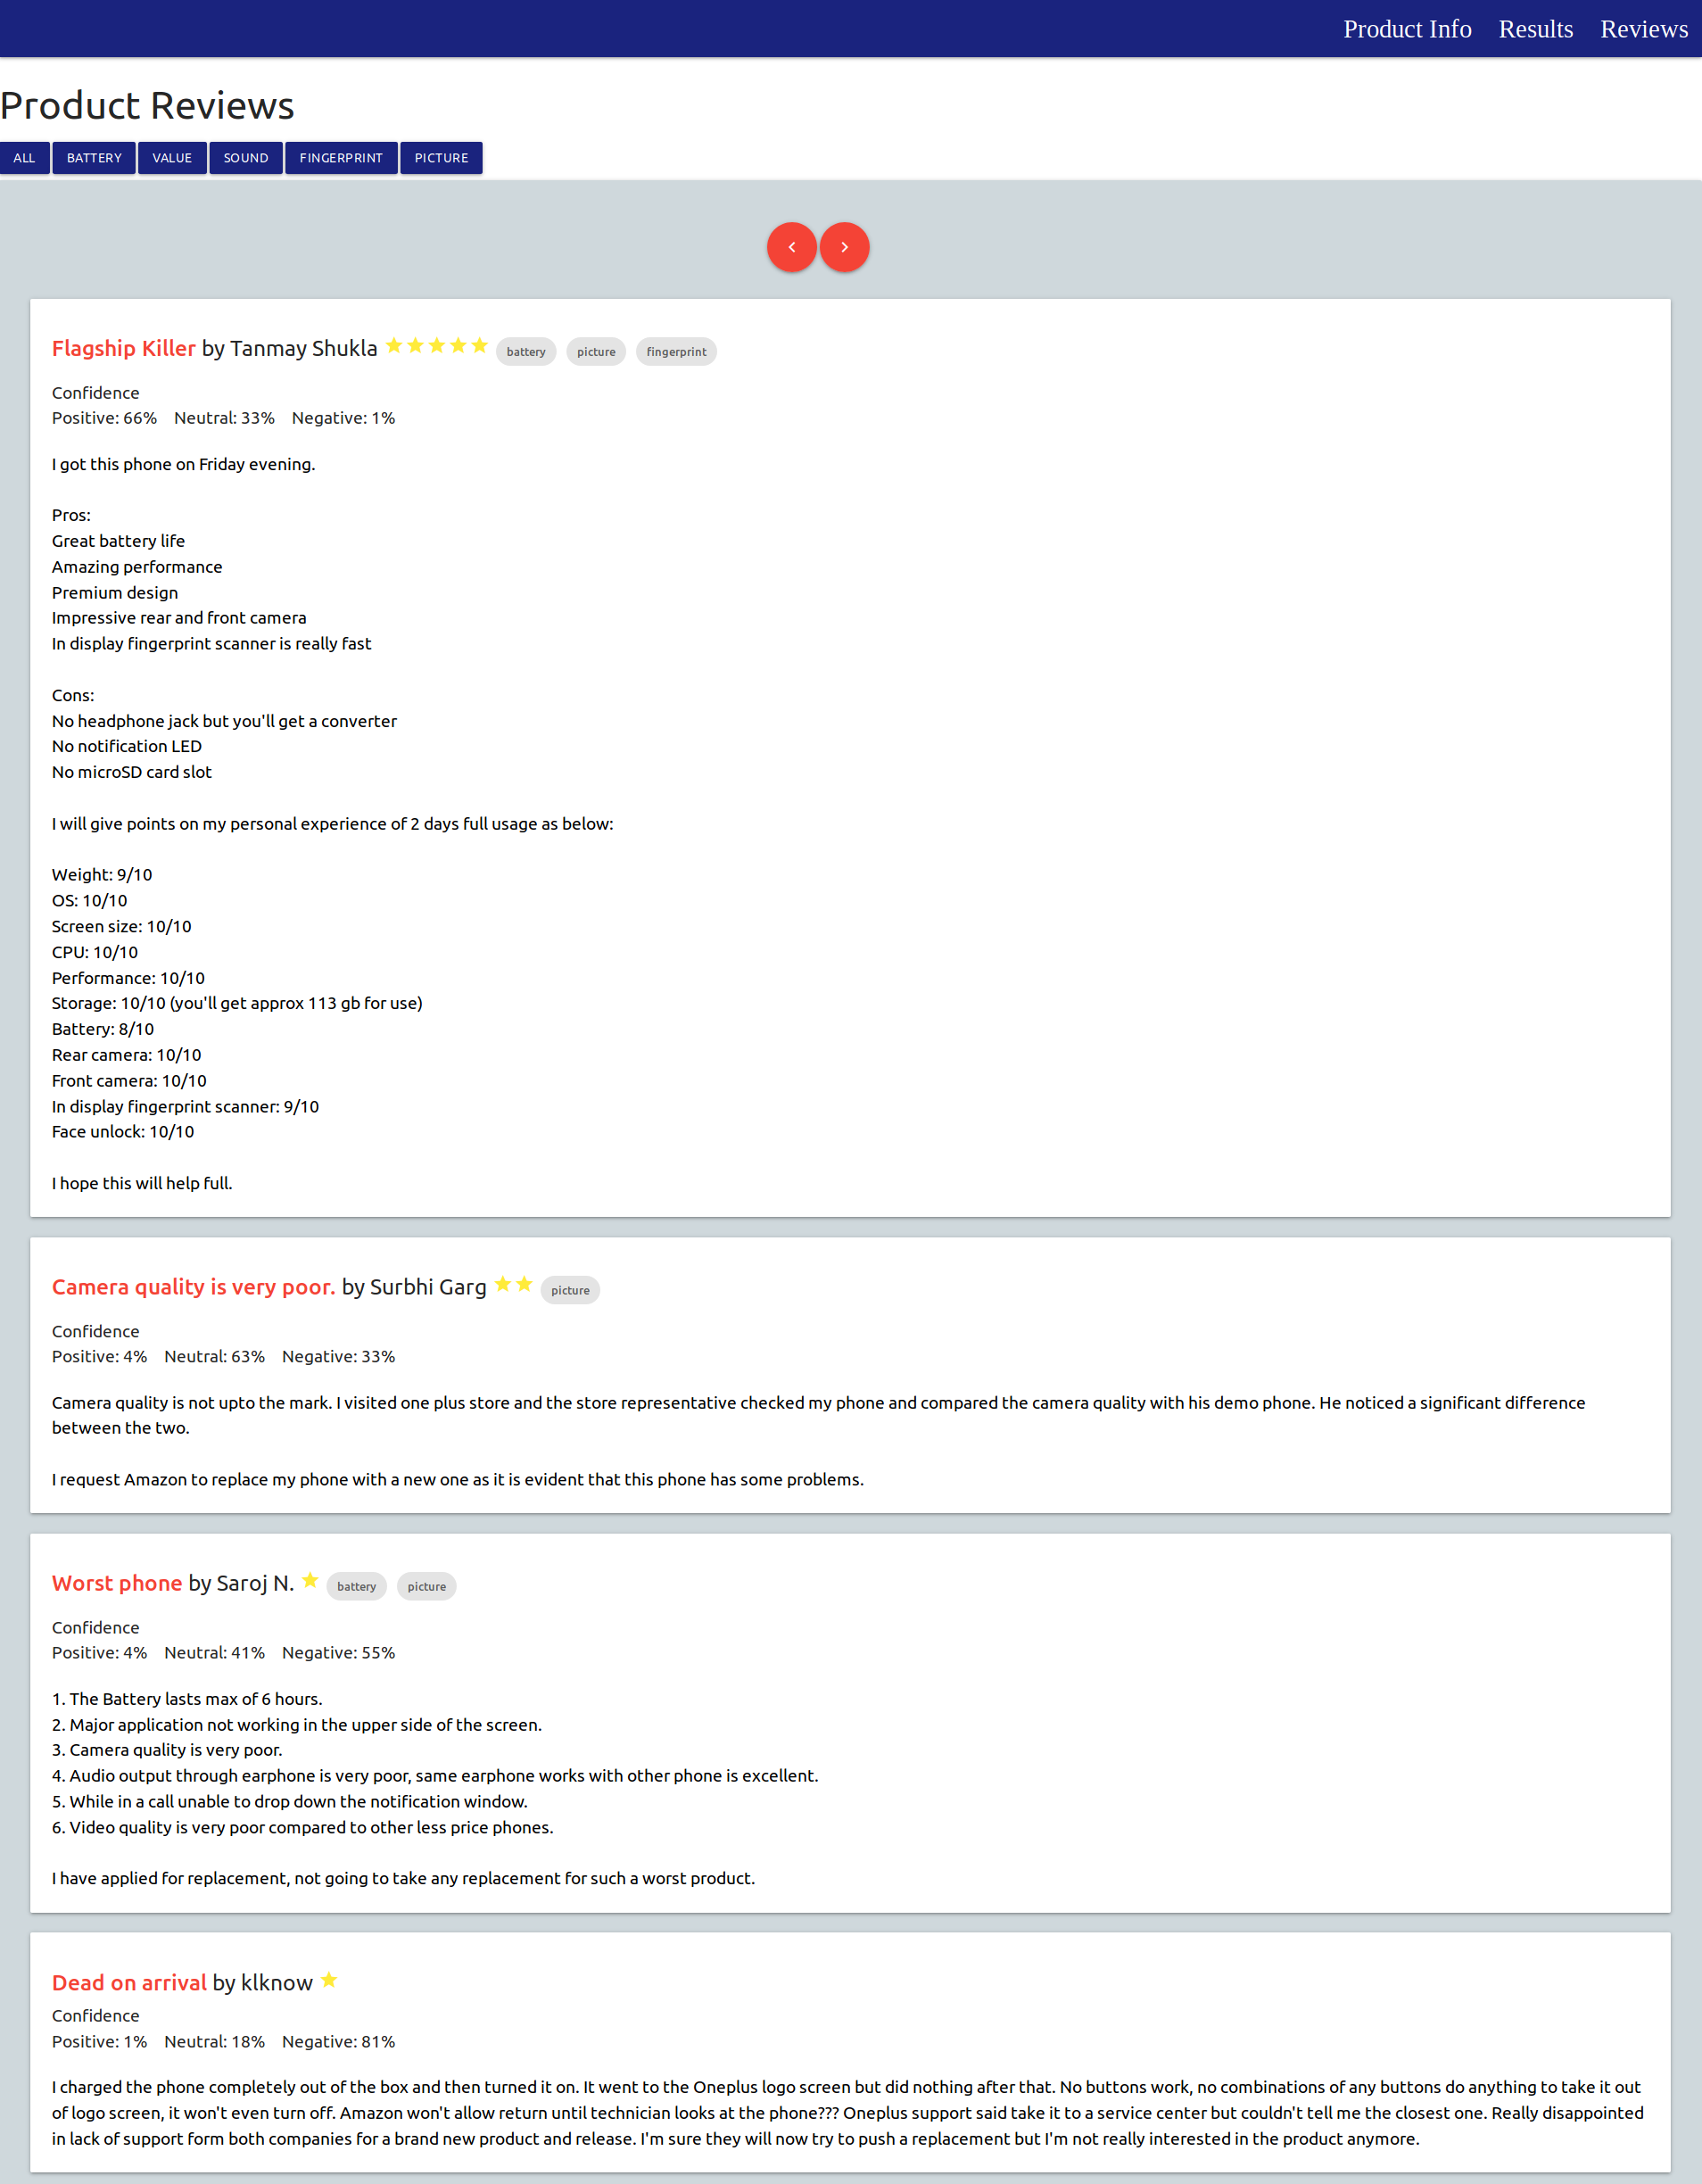 Product Info Results Reviews
Product Reviews
ALL BATTERY VALUE SOUND FINGERPRINT PICTURE
Flagship Killer by Tanmay Shukla battery picture fingerprint
Confidence
Positive: 66% Neutral: 33% Negative: 1%
I got this phone on Friday evening.
Pros:
Great battery life
Amazing performance
Premium design
Impressive rear and front camera
In display fingerprint scanner is really fast
Cons:
No headphone jack but you'll get a converter
No notification LED
No microSD card slot
I will give points on my personal experience of 2 days full usage as below:
Weight: 9/10
OS: 10/10
Screen size: 10/10
CPU: 10/10
Performance: 10/10
Storage: 10/10 (you'll get approx 113 gb for use)
Battery: 8/10
Rear camera: 10/10
Front camera: 10/10
In display fingerprint scanner: 9/10
Face unlock: 10/10
I hope this will help full.
Camera quality is very poor. by Surbhi Garg picture
Confidence
Positive: 4% Neutral: 63% Negative: 33%
Camera quality is not upto the mark. I visited one plus store and the store representative checked my phone and compared the camera quality with his demo phone. He noticed a significant difference
between the two.
I request Amazon to replace my phone with a new one as it is evident that this phone has some problems.
Worst phone by Saroj N. battery picture
Confidence
Positive: 4% Neutral: 41% Negative: 55%
1. The Battery lasts max of 6 hours.
2. Major application not working in the upper side of the screen.
3. Camera quality is very poor.
4. Audio output through earphone is very poor, same earphone works with other phone is excellent.
5. While in a call unable to drop down the notification window.
6. Video quality is very poor compared to other less price phones.
I have applied for replacement, not going to take any replacement for such a worst product.
Dead on arrival by klknow
Confidence
Positive: 1% Neutral: 18% Negative: 81%
I charged the phone completely out of the box and then turned it on. It went to the Oneplus logo screen but did nothing after that. No buttons work, no combinations of any buttons do anything to take it out
of logo screen, it won't even turn off. Amazon won't allow return until technician looks at the phone??? Oneplus support said take it to a service center but couldn't tell me the closest one. Really disappointed
in lack of support form both companies for a brand new product and release. I'm sure they will now try to push a replacement but I'm not really interested in the product anymore.